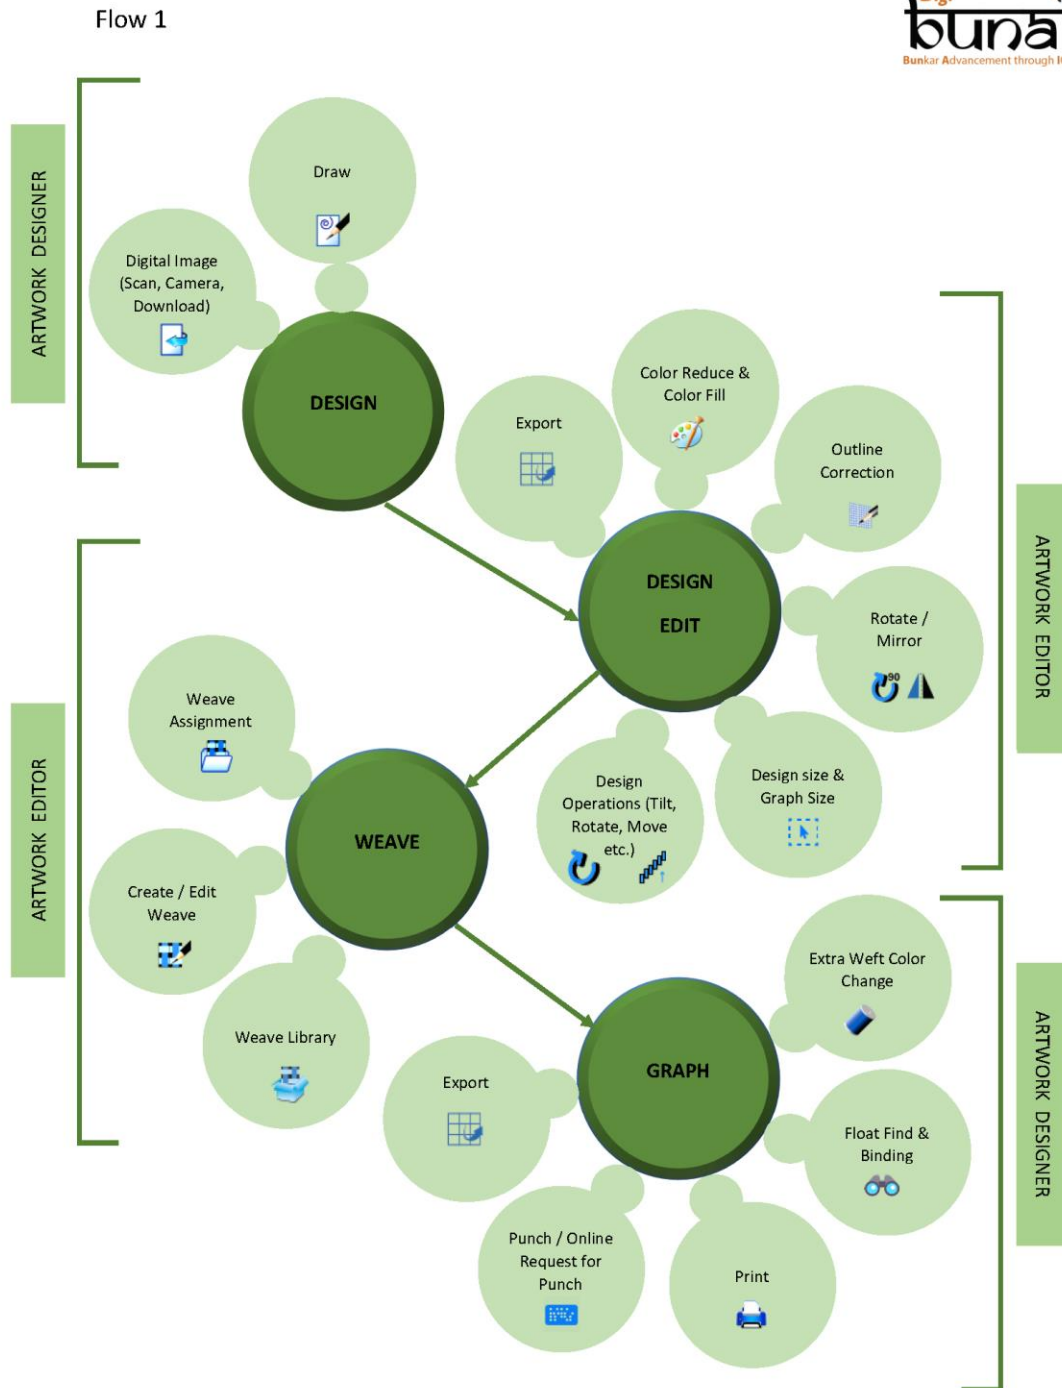 Flow 1
buna
Bunkar Advancement through
ARTWORK DESIGNER
Draw
Digital Image
(Scan, Camera,
Download)
DESIGN
Export
Color Reduce &
Color Fill
Outline
Correction
DESIGN
EDIT
Rotate /
Mirror
90
Design size &
Graph Size
Design
Operations (Tilt,
Rotate, Move
etc.)
ARTWORK EDITOR
ARTWORK EDITOR
Weave
Assignment
WEAVE
Create / Edit
Weave
Weave Library
GRAPH
Extra Weft Color
Change
Float Find &
Binding
Export
Punch / Online
Request for
Punch
Print
ARTWORK DESIGNER